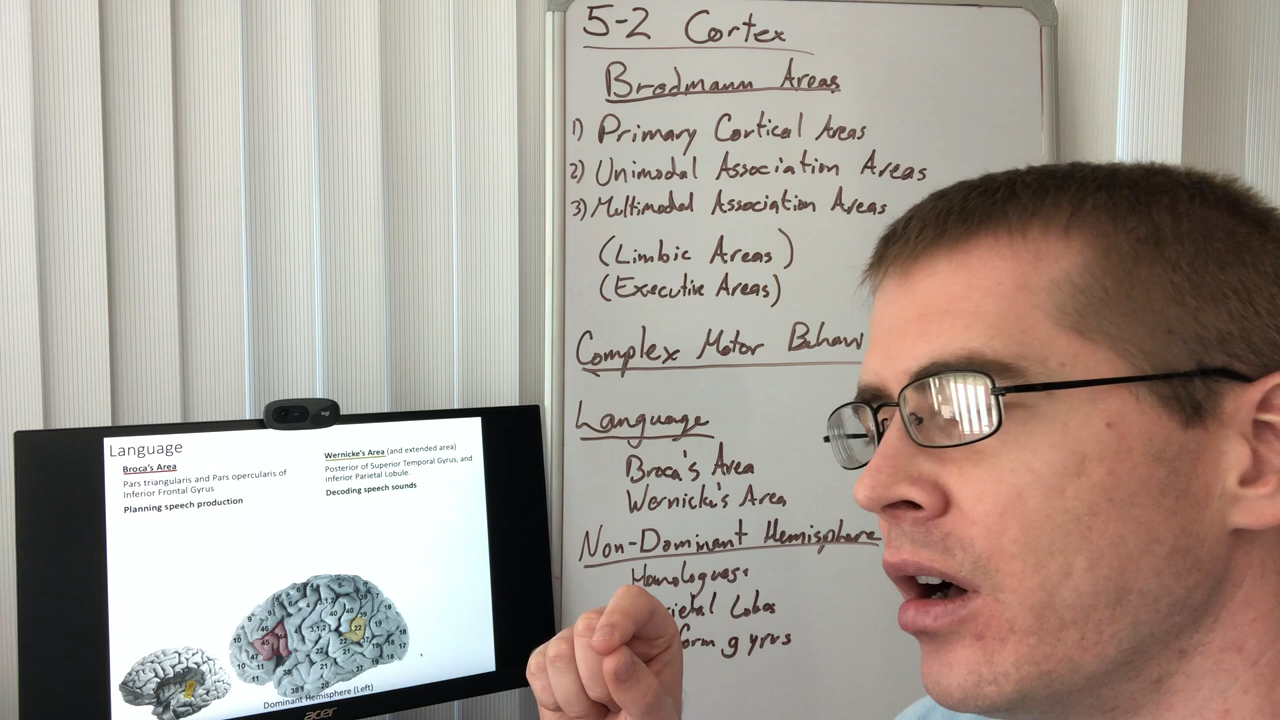 5-2 Cortex
Brodmann Areas
1) Primary Cortical Areas
2) Unimodal Association Areas
3) Multimodal Association Areas
(Limbic Areas)
(Executive Areas)
Complex Motor Behavi
Language
Broca's Area
Wernicke's Area
Non-Dominant Hemisphere
Homologues:
rietal Lobes
form gyrus
Language
Broca's Area
Pars triangularis and Pars opercularis of
Inferior Frontal Gyrus
Planning speech production
Wernicke's Area (and extended area)
Posterior of Superior Temporal Gyrus, and
inferior Parietal Lobule.
Decoding speech sounds
Dominant Hemisphere (Left)
acer